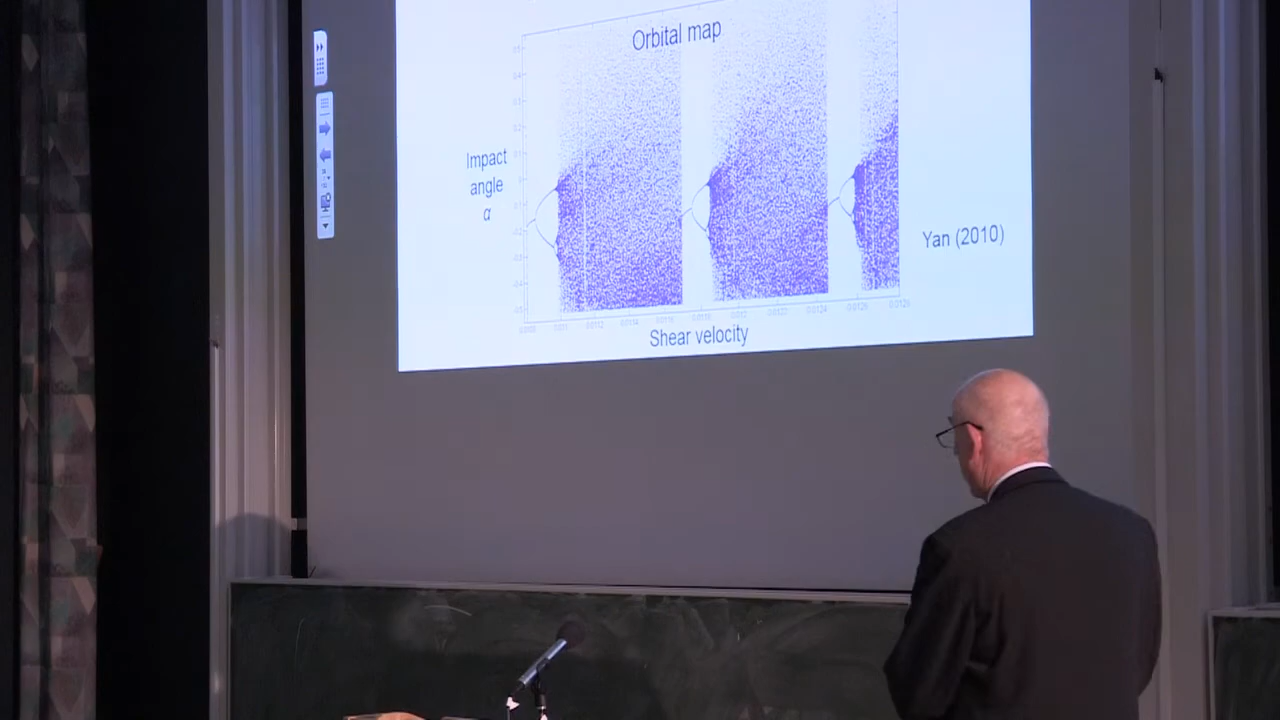 Orbital map
Impact
angle
α
Yan (2010)
Shear velocity